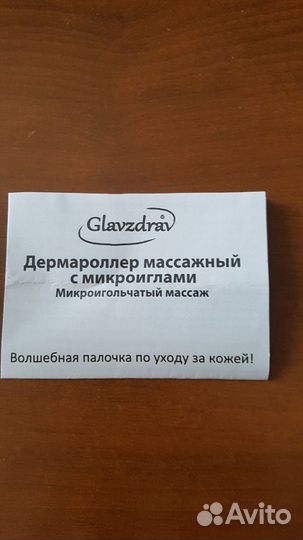 Glavzdrav
Дермароллер массажный
с микроиглами
Микроигольчатый массаж
Волшебная палочка по уходу за кожей!
Avito